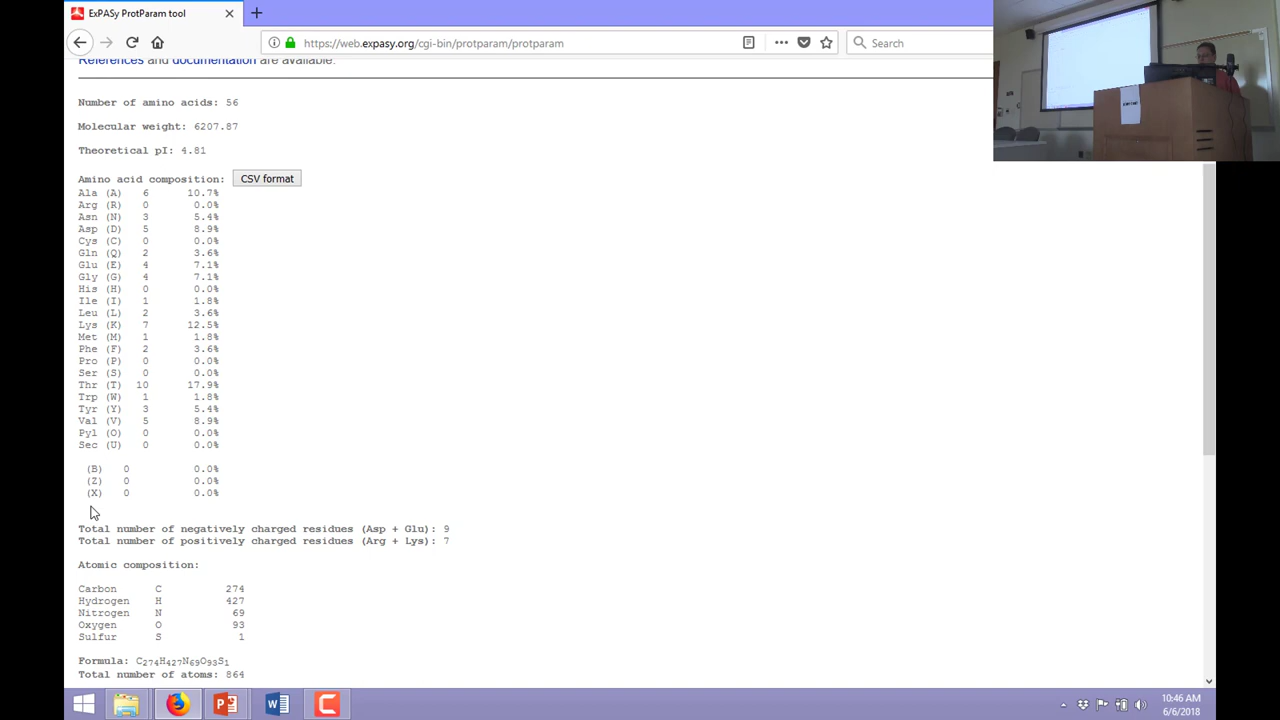 ExPASy ProtParam tool
https://web.expasy.org/cgi-bin/protparam/protparam
Search
References and documentation are available.
Number of amino acids: 56
Molecular weight: 6207.87
Theoretical pI: 4.81
Amino acid composition: CSV format
Ala (A) 6 10.7%
Arg (R) 0 0.0%
Asn (N) 3 5.4%
Asp (D) 5 8.9%
Cys (C) 0 0.0%
Gln (Q) 2 3.6%
Glu (E) 4 7.1%
Gly (G) 4 7.1%
His (H) 0 0.0%
Ile (I) 1 1.8%
Leu (L) 2 3.6%
Lys (K) 7 12.5%
Met (M) 1 1.8%
Phe (F) 2 3.6%
Pro (P) 0 0.0%
Ser (S) 0 0.0%
Thr (T) 10 17.9%
Trp (W) 1 1.8%
Tyr (Y) 3 5.4%
Val (V) 5 8.9%
Pyl (O) 0 0.0%
Sec (U) 0 0.0%
(B) 0 0.0%
(Z) 0 0.0%
(X) 0 0.0%
Total number of negatively charged residues (Asp + Glu): 9
Total number of positively charged residues (Arg + Lys): 7
Atomic composition:
Carbon C 274
Hydrogen H 427
Nitrogen N 69
Oxygen O 93
Sulfur S 1
Formula: C274H427N69O93S1
Total number of atoms: 864
10:46 AM
6/6/2018